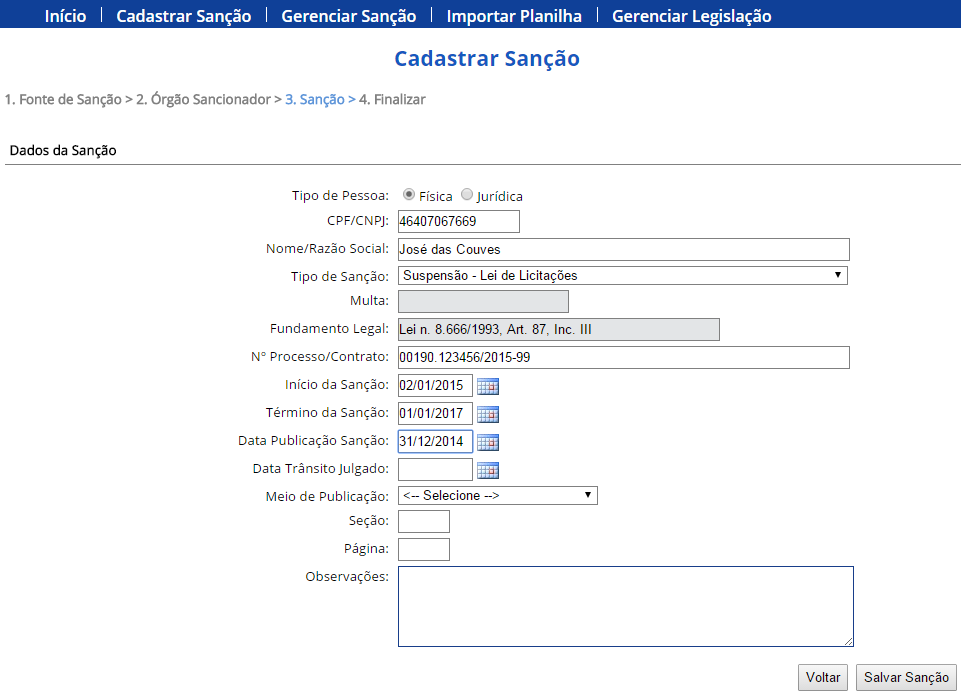 Início | Cadastrar Sanção | Gerenciar Sanção | Importar Planilha | Gerenciar Legislação
Cadastrar Sanção
1. Fonte de Sanção > 2. Órgão Sancionador > 3. Sanção > 4. Finalizar
Dados da Sanção
Tipo de Pessoa: Física Jurídica
CPF/CNPJ: 46407067669
Nome/Razão Social: José das Couves
Tipo de Sanção: Suspensão - Lei de Licitações
Multa:
Fundamento Legal: Lei n. 8.666/1993, Art. 87, Inc. III
Nº Processo/Contrato: 00190.123456/2015-99
Início da Sanção: 02/01/2015
Término da Sanção: 01/01/2017
Data Publicação Sanção: 31/12/2014
Data Trânsito Julgado:
Meio de Publicação: <-- Selecione -->
Seção:
Página:
Observações:
Voltar Salvar Sanção